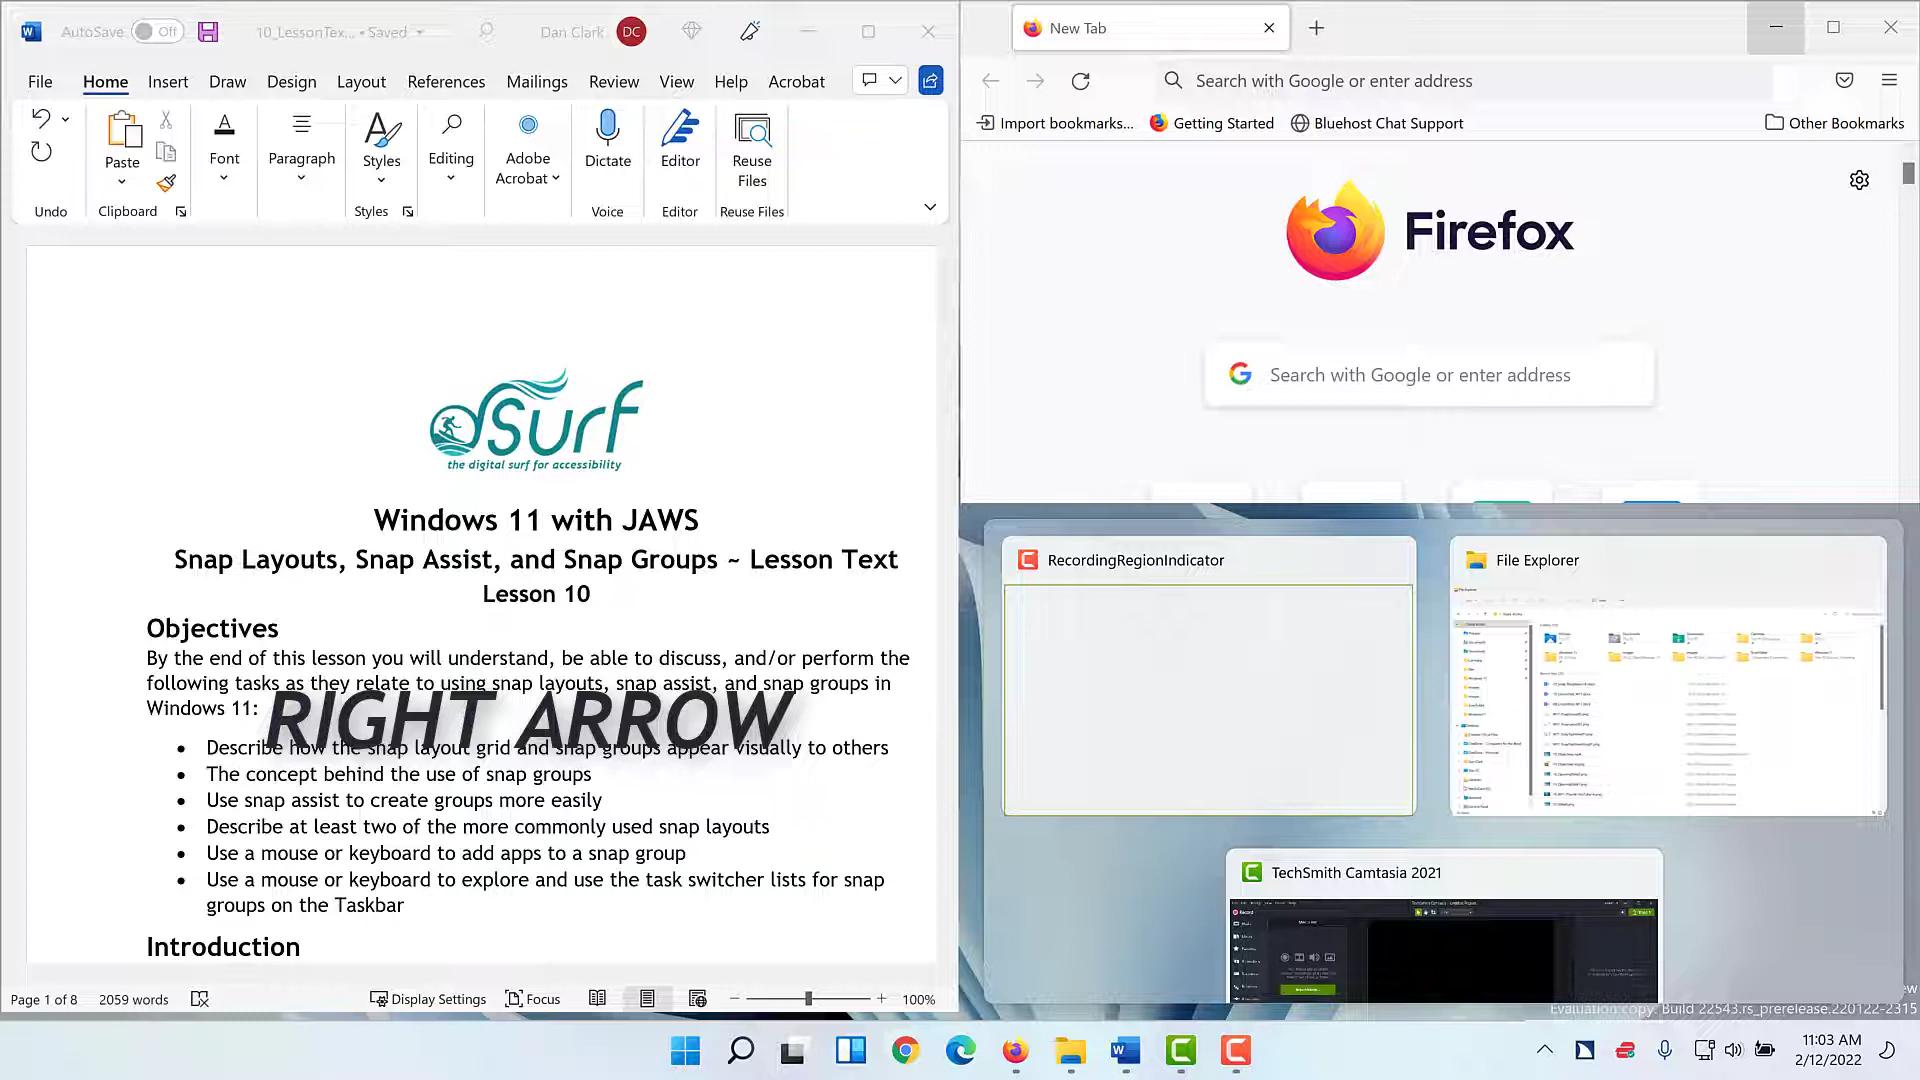 AutoSave Off 10_LessonTex... • Saved Dan Clark DC
File Home Insert Draw Design Layout References Mailings Review View Help Acrobat
Paste Font Paragraph Styles Editing Adobe Acrobat Dictate Editor Reuse Files
Undo Clipboard Styles Voice Editor Reuse Files
surf
the digital surf for accessibility
Windows 11 with JAWS
Snap Layouts, Snap Assist, and Snap Groups ~ Lesson Text
Lesson 10
Objectives
By the end of this lesson you will understand, be able to discuss, and/or perform the
following tasks as they relate to using snap layouts, snap assist, and snap groups in
Windows 11:
RIGHT ARROW
• Describe how the snap layout grid and snap groups appear visually to others
• The concept behind the use of snap groups
• Use snap assist to create groups more easily
• Describe at least two of the more commonly used snap layouts
• Use a mouse or keyboard to add apps to a snap group
• Use a mouse or keyboard to explore and use the task switcher lists for snap
groups on the Taskbar
Introduction
Page 1 of 8 2059 words Display Settings Focus 100%
New Tab
Search with Google or enter address
Import bookmarks... Getting Started Bluehost Chat Support Other Bookmarks
Firefox
Search with Google or enter address
RecordingRegionIndicator
File Explorer
TechSmith Camtasia 2021
Evaluation copy. Build 22543.rs_prerelease.220122-2315
11:03 AM
2/12/2022